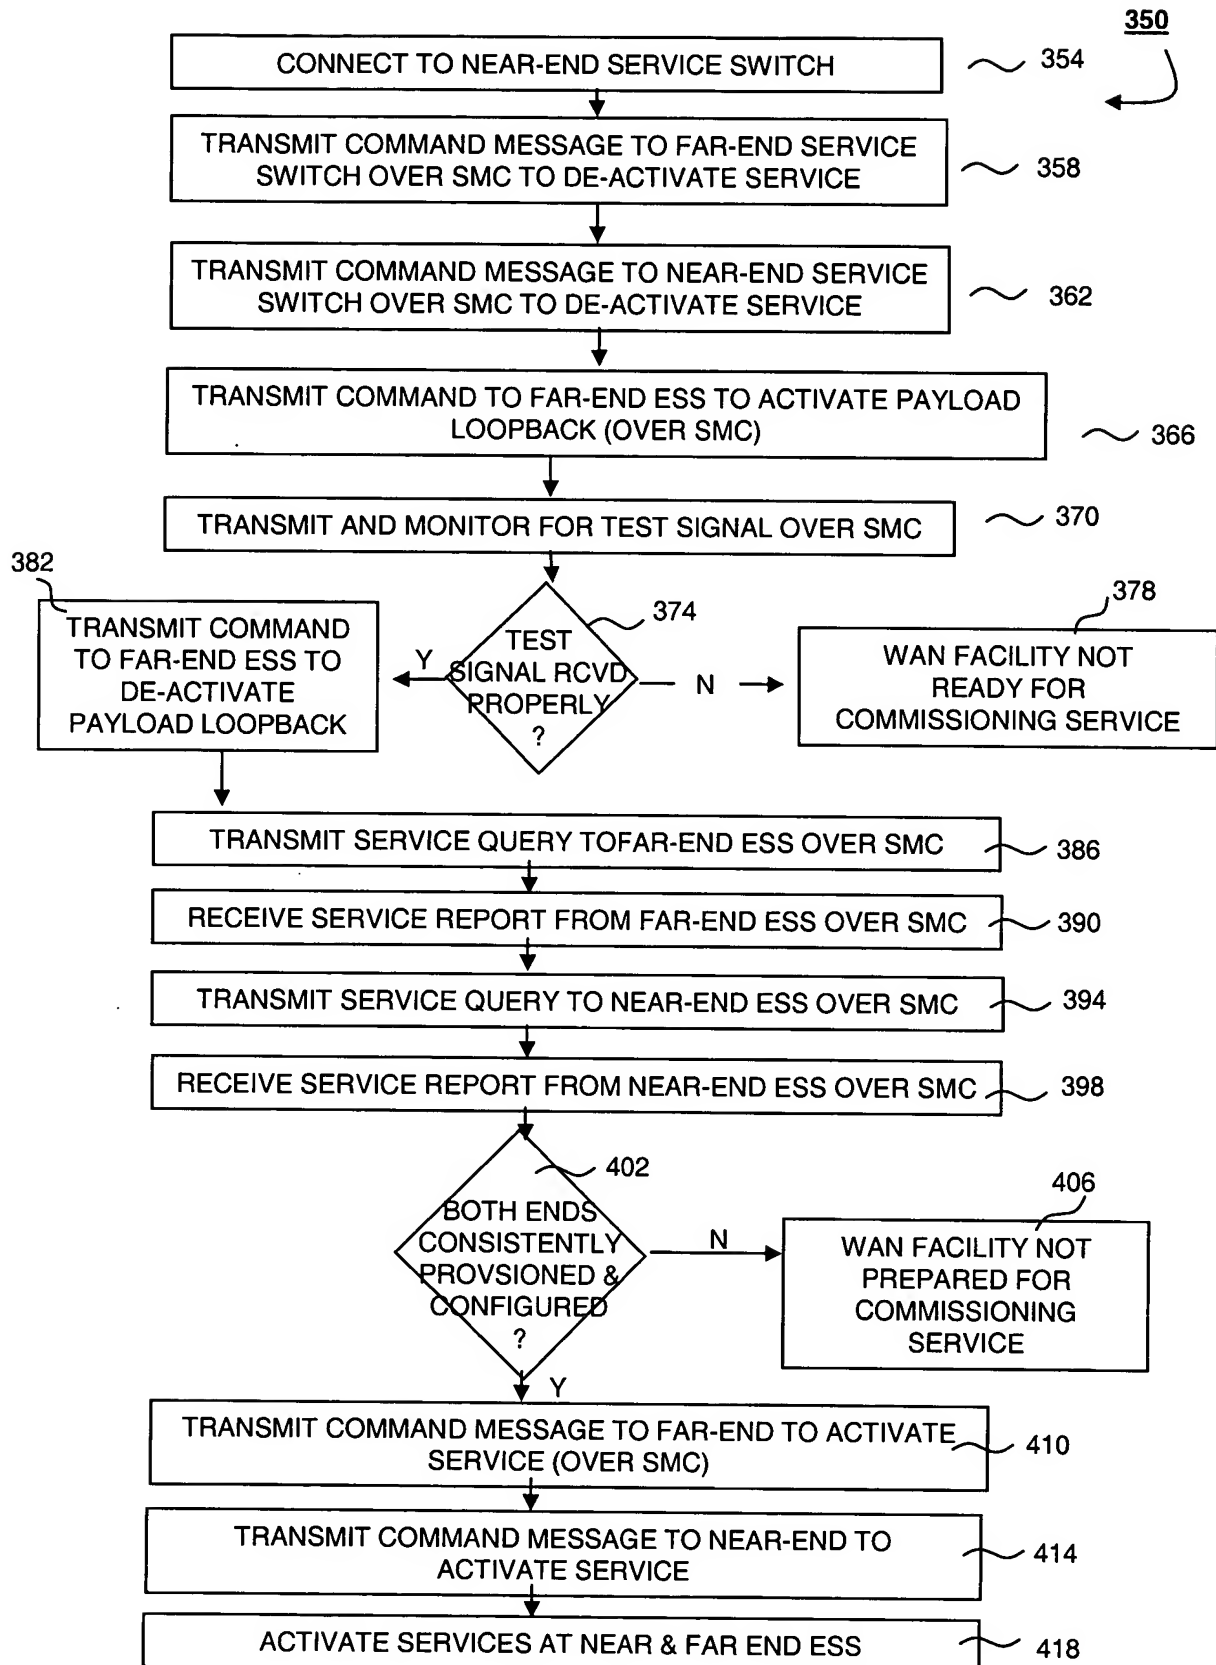 350
CONNECT TO NEAR-END SERVICE SWITCH
354
TRANSMIT COMMAND MESSAGE TO FAR-END SERVICE
SWITCH OVER SMC TO DE-ACTIVATE SERVICE
358
TRANSMIT COMMAND MESSAGE TO NEAR-END SERVICE
SWITCH OVER SMC TO DE-ACTIVATE SERVICE
362
TRANSMIT COMMAND TO FAR-END ESS TO ACTIVATE PAYLOAD
LOOPBACK (OVER SMC)
366
TRANSMIT AND MONITOR FOR TEST SIGNAL OVER SMC
370
382
TRANSMIT COMMAND
TO FAR-END ESS TO
DE-ACTIVATE
PAYLOAD LOOPBACK
Y
374
TEST
SIGNAL RCVD
PROPERLY
?
N
378
WAN FACILITY NOT
READY FOR
COMMISSIONING SERVICE
TRANSMIT SERVICE QUERY TOFAR-END ESS OVER SMC
386
RECEIVE SERVICE REPORT FROM FAR-END ESS OVER SMC
390
TRANSMIT SERVICE QUERY TO NEAR-END ESS OVER SMC
394
RECEIVE SERVICE REPORT FROM NEAR-END ESS OVER SMC
398
402
BOTH ENDS
CONSISTENTLY
PROVSIONED &
CONFIGURED
?
N
406
WAN FACILITY NOT
PREPARED FOR
COMMISSIONING
SERVICE
Y
TRANSMIT COMMAND MESSAGE TO FAR-END TO ACTIVATE
SERVICE (OVER SMC)
410
TRANSMIT COMMAND MESSAGE TO NEAR-END TO
ACTIVATE SERVICE
414
ACTIVATE SERVICES AT NEAR & FAR END ESS
418